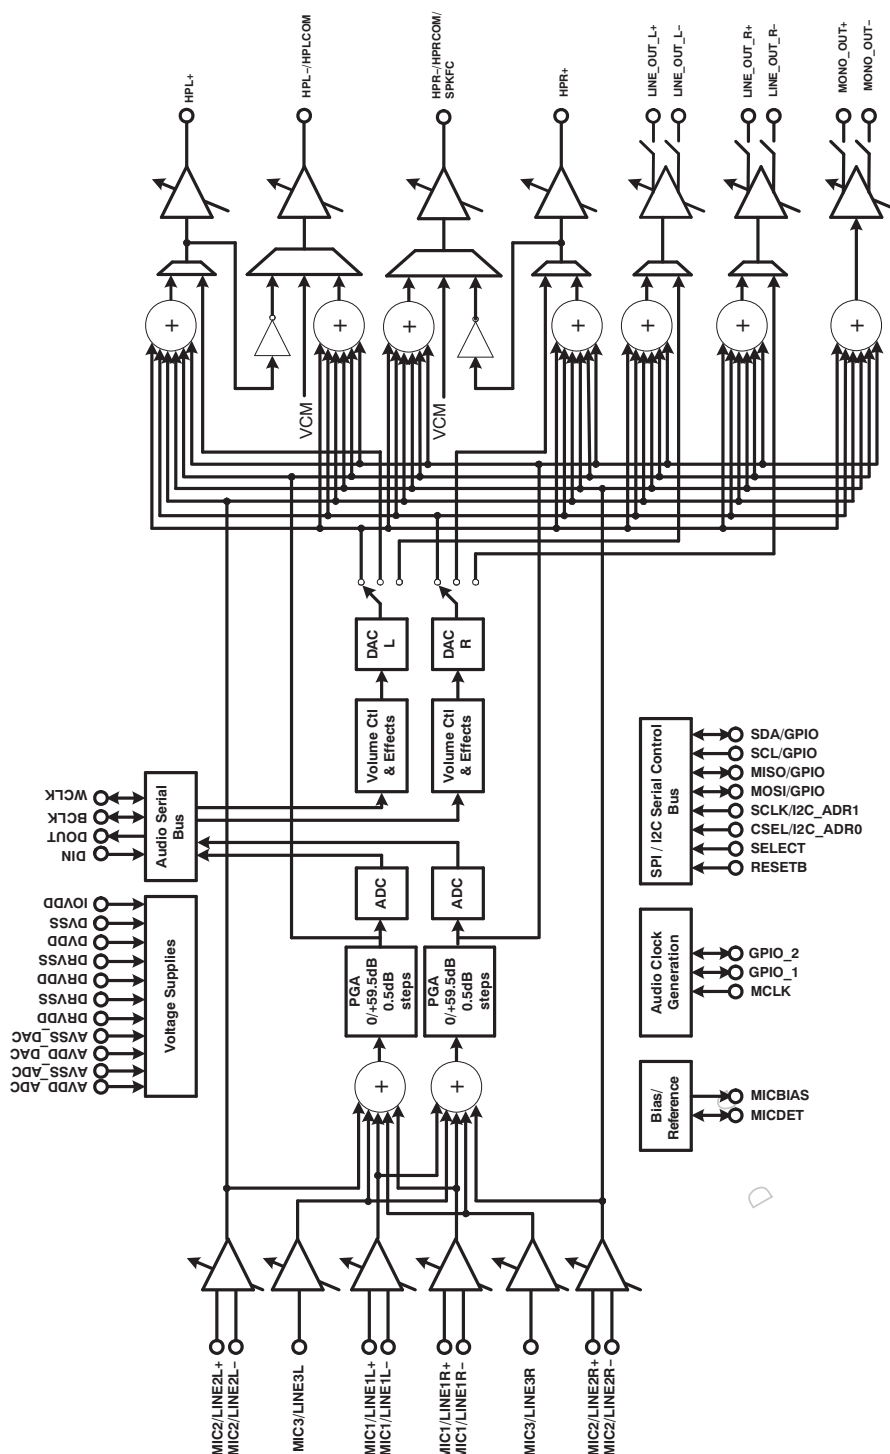 HPL+
HPL−/HPLCOM
HPR−/HPRCOM/
SPKFC
HPR+
LINE_OUT_L+
LINE_OUT_L−
LINE_OUT_R+
LINE_OUT_R−
MONO_OUT+
MONO_OUT−
+
+
+
+
+
+
+
VCM
VCM
DAC
L
DAC
R
Volume Ctl
& Effects
Volume Ctl
& Effects
WCLK
BCLK
DOUT
DIN
Audio Serial
Bus
ADC
ADC
PGA
0/+59.5dB
0.5dB
steps
PGA
0/+59.5dB
0.5dB
steps
+
+
IOVDD
DVSS
DVDD
DRVSS
DRVDD
DRVSS
DRVDD
AVSS_DAC
AVDD_DAC
AVSS_ADC
AVDD_ADC
Voltage Supplies
SPI / I2C Serial Control
Bus
SDA/GPIO
SCL/GPIO
MISO/GPIO
MOSI/GPIO
SCLK/I2C_ADR1
CSEL/I2C_ADR0
SELECT
RESETB
Audio Clock
Generation
GPIO_2
GPIO_1
MCLK
Bias/
Reference
MICBIAS
MICDET
D
MIC2/LINE2L+
MIC2/LINE2L−
MIC3/LINE3L
MIC1/LINE1L+
MIC1/LINE1L−
MIC1/LINE1R+
MIC1/LINE1R−
MIC3/LINE3R
MIC2/LINE2R+
MIC2/LINE2R−